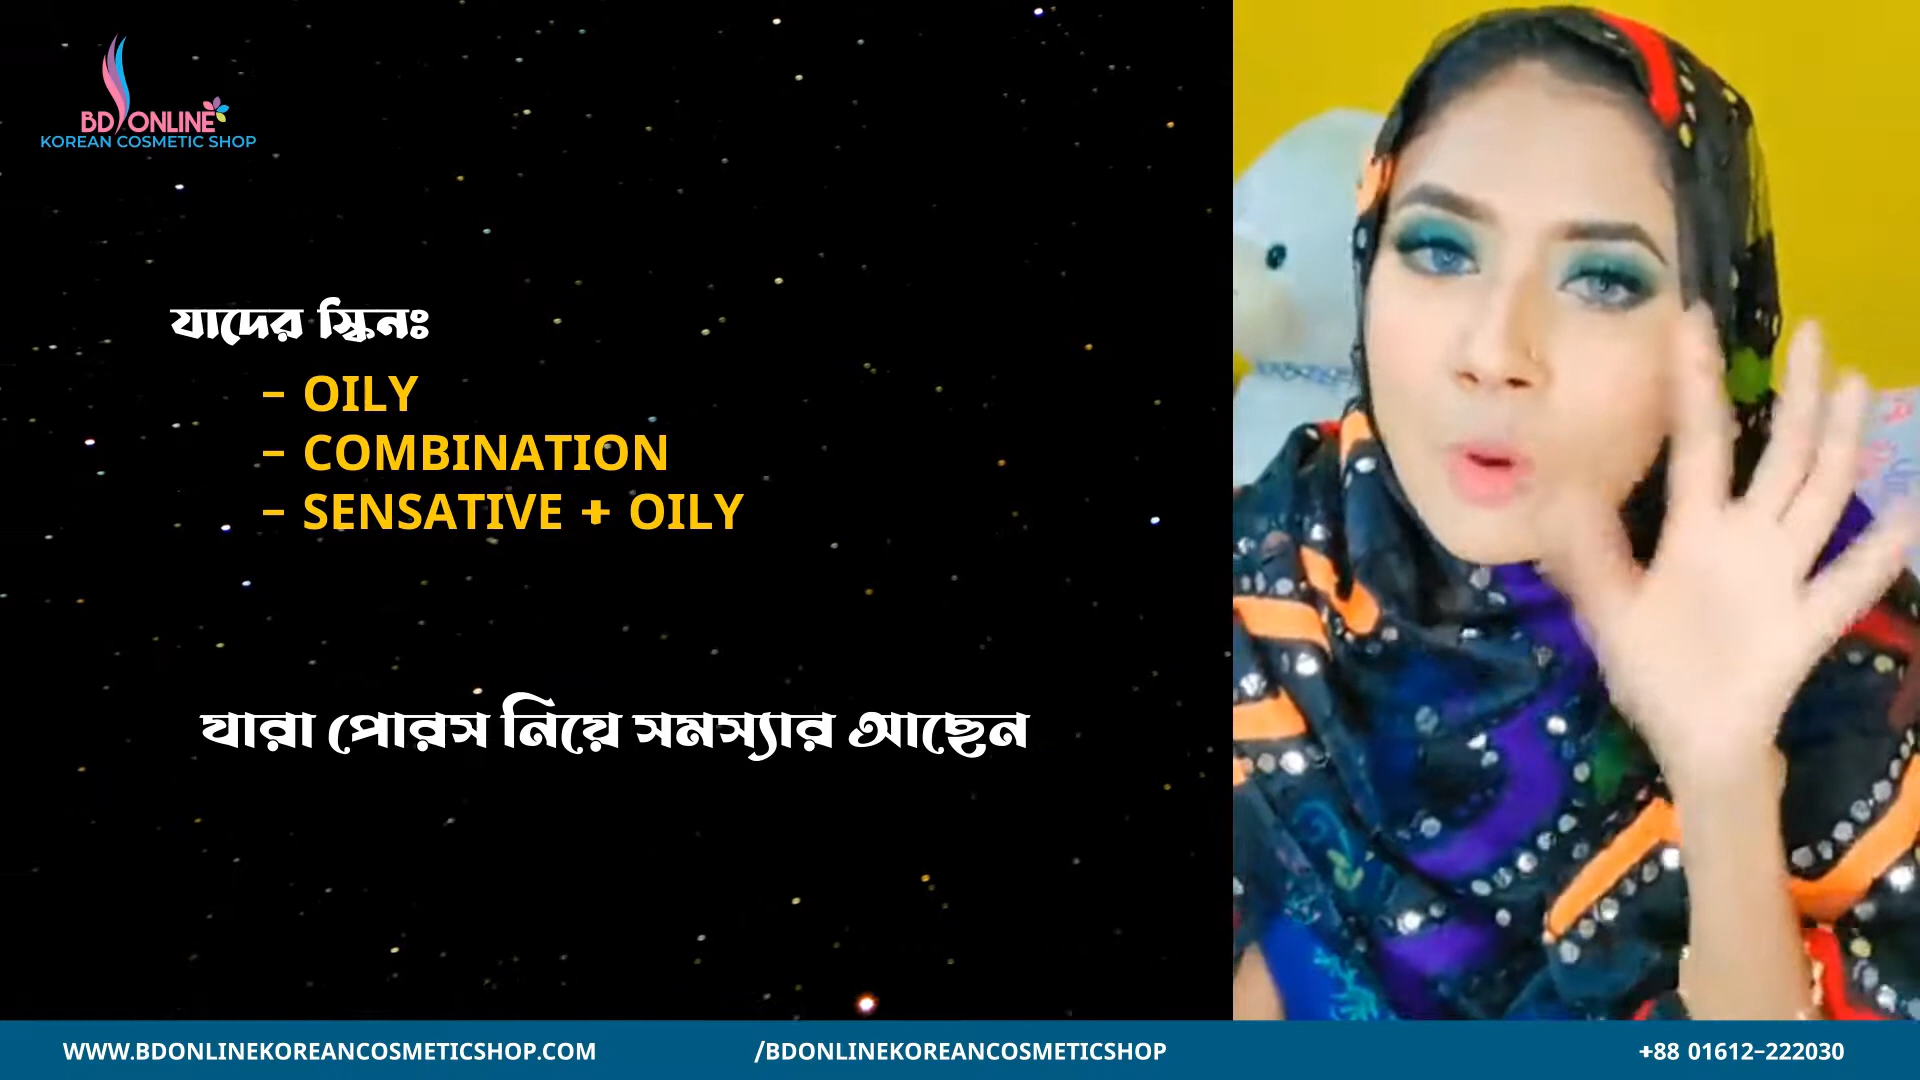 BD ONLINE
KOREAN COSMETIC SHOP
যাদের স্কিনঃ
- OILY
- COMBINATION
- SENSATIVE + OILY
যারা পোরস নিয়ে সমস্যার আছেন
WWW.BDONLINEKOREANCOSMETICSHOP.COM
/BDONLINEKOREANCOSMETICSHOP
+88 01612-222030